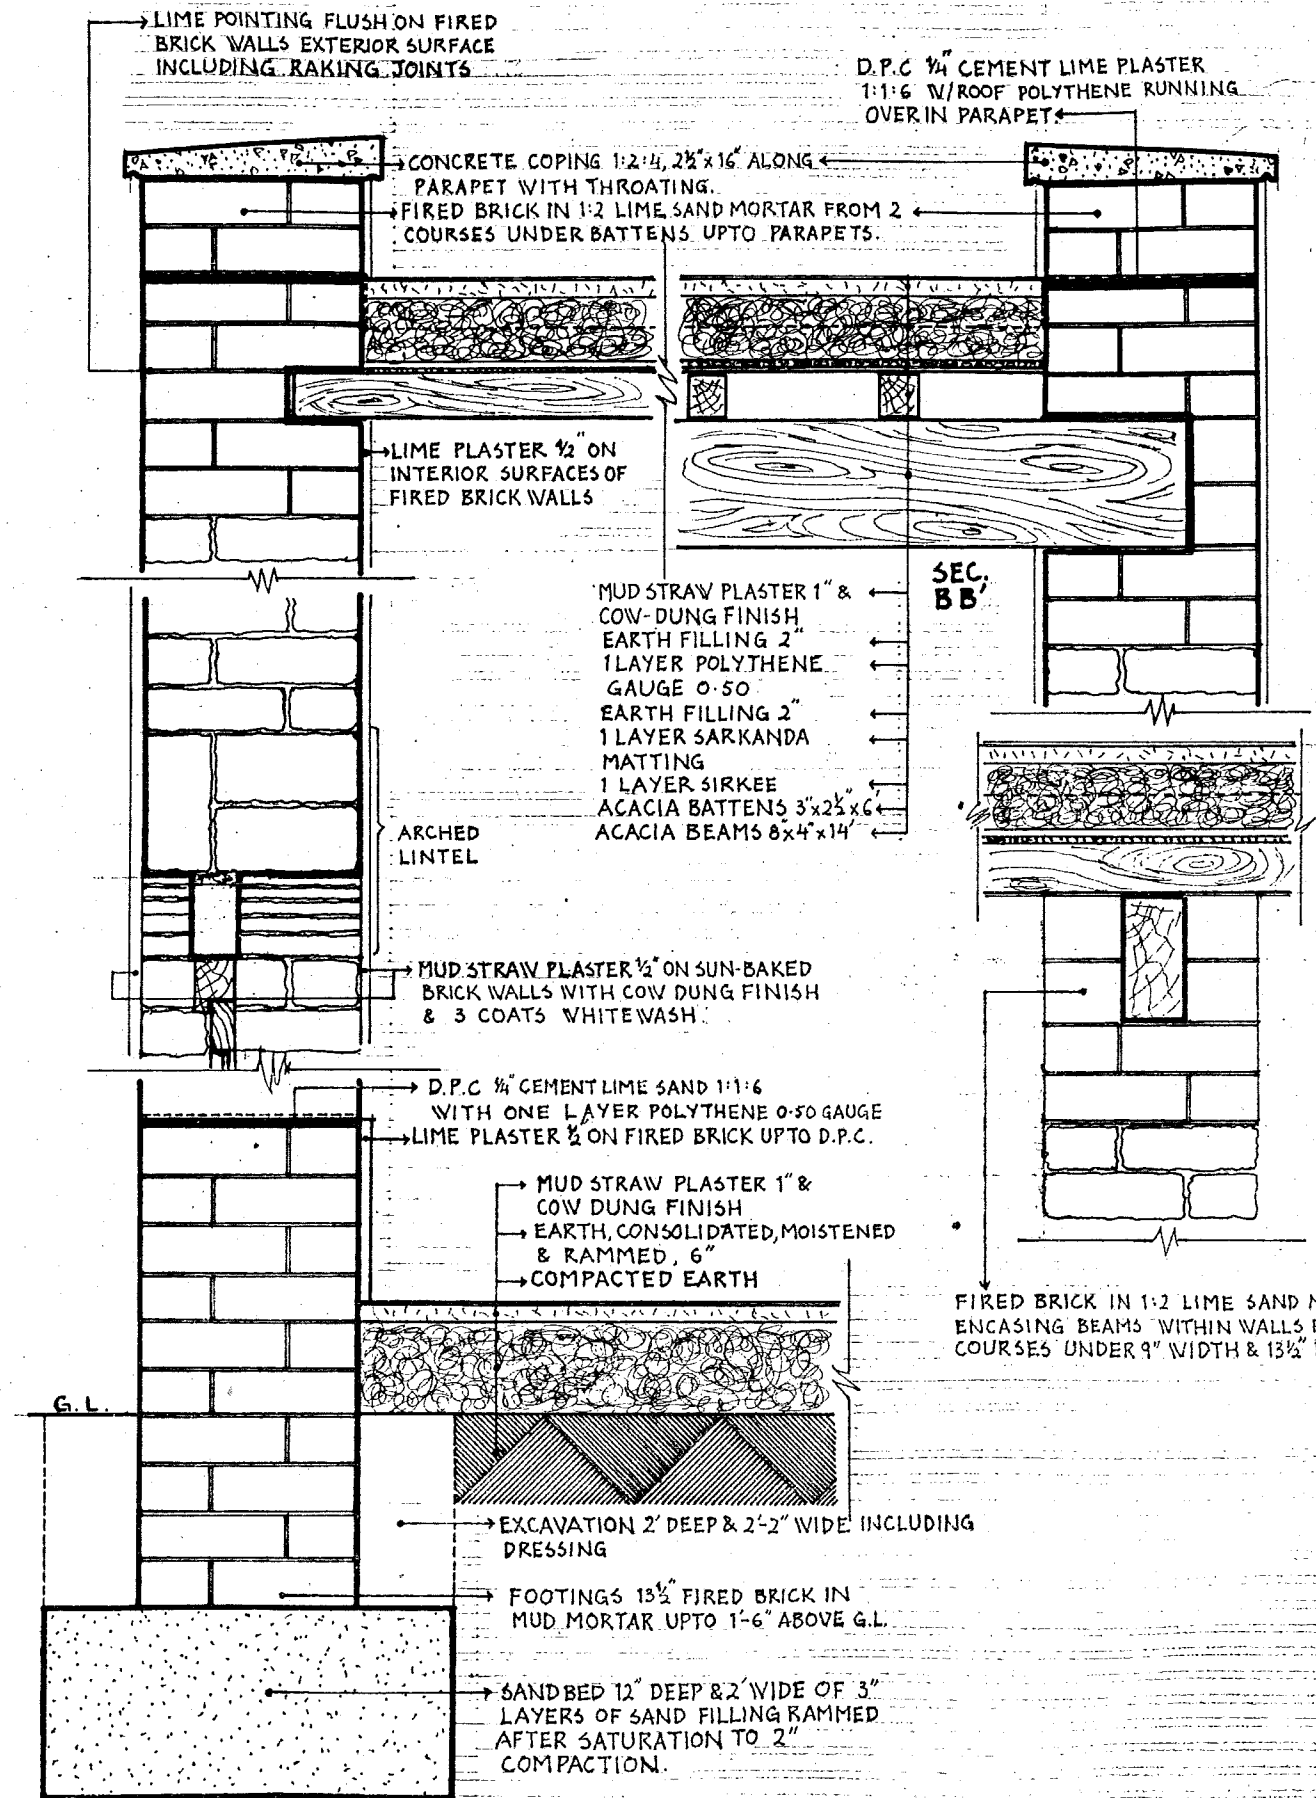 LIME POINTING FLUSH ON FIRED
BRICK WALLS EXTERIOR SURFACE
INCLUDING RAKING JOINTS
D.P.C 1/4" CEMENT LIME PLASTER
1:1:6 W/ROOF POLYTHENE RUNNING
OVER IN PARAPET
CONCRETE COPING 1:2:4, 2½"x16" ALONG
PARAPET WITH THROATING.
FIRED BRICK IN 1:2 LIME SAND MORTAR FROM 2
COURSES UNDER BATTENS UPTO PARAPETS.
LIME PLASTER ½" ON
INTERIOR SURFACES OF
FIRED BRICK WALLS
SEC.
BB'
MUD STRAW PLASTER 1" &
COW-DUNG FINISH
EARTH FILLING 2"
1 LAYER POLYTHENE
GAUGE 0.50
EARTH FILLING 2"
1 LAYER SARKANDA
MATTING
1 LAYER SIRKEE
ACACIA BATTENS 3"x2½"x6'
ACACIA BEAMS 8"x4"x14'
ARCHED
LINTEL
MUD STRAW PLASTER ½" ON SUN-BAKED
BRICK WALLS WITH COW DUNG FINISH
& 3 COATS WHITEWASH.
D.P.C ¼" CEMENT LIME SAND 1:1:6
WITH ONE LAYER POLYTHENE 0.50 GAUGE
LIME PLASTER ½" ON FIRED BRICK UPTO D.P.C.
MUD STRAW PLASTER 1" &
COW DUNG FINISH
EARTH, CONSOLIDATED, MOISTENED
& RAMMED, 6"
COMPACTED EARTH
FIRED BRICK IN 1:2 LIME SAND
ENCASING BEAMS WITHIN WALLS
COURSES UNDER 9" WIDTH & 13½"
G.L.
EXCAVATION 2' DEEP & 2'-2" WIDE INCLUDING
DRESSING
FOOTINGS 13½" FIRED BRICK IN
MUD MORTAR UPTO 1'-6" ABOVE G.L.
SANDBED 12" DEEP & 2' WIDE OF 3"
LAYERS OF SAND FILLING RAMMED
AFTER SATURATION TO 2"
COMPACTION.